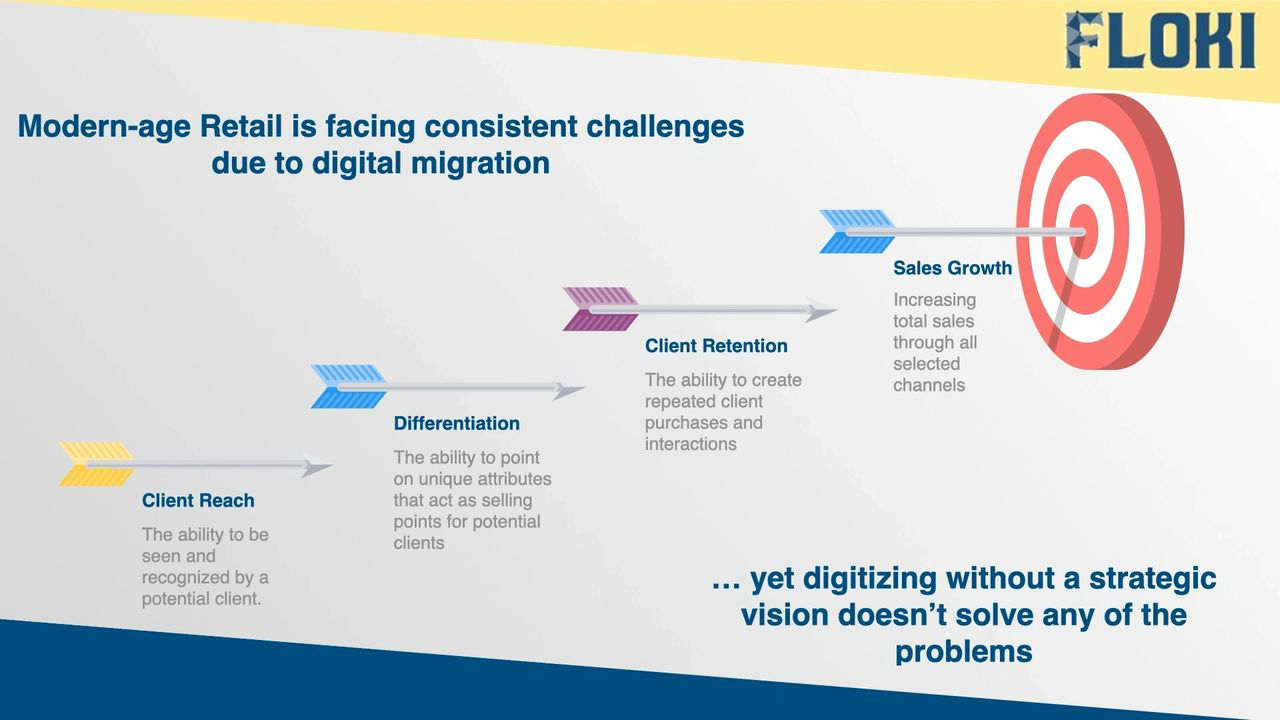 FLOKI
Modern-age Retail is facing consistent challenges
due to digital migration
Sales Growth
Increasing
total sales
through all
selected
channels
Client Retention
The ability to create
repeated client
purchases and
interactions
Differentiation
The ability to point
on unique attributes
that act as selling
points for potential
clients
Client Reach
The ability to be
seen and
recognized by a
potential client.
… yet digitizing without a strategic
vision doesn’t solve any of the
problems